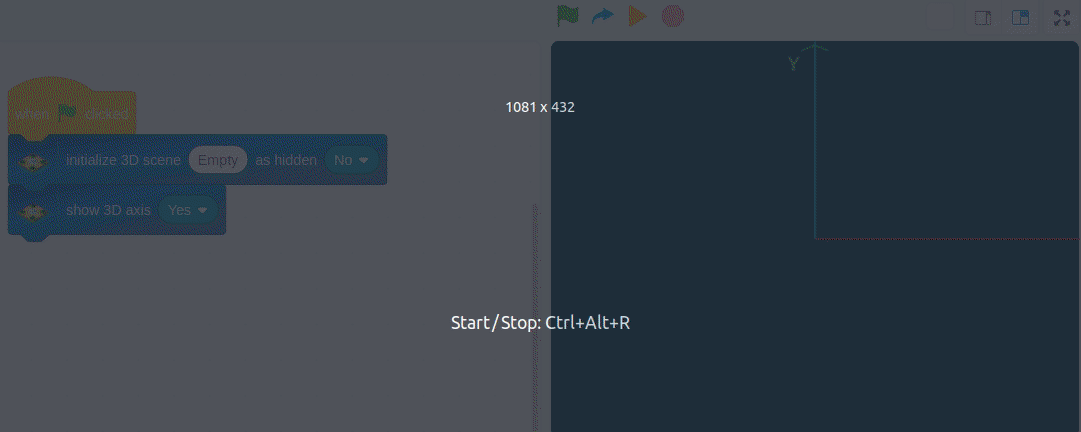 Y
1081 x 432
when clicked
initialize 3D scene Empty as hidden No
show 3D axis Yes
Start/Stop: Ctrl+Alt+R